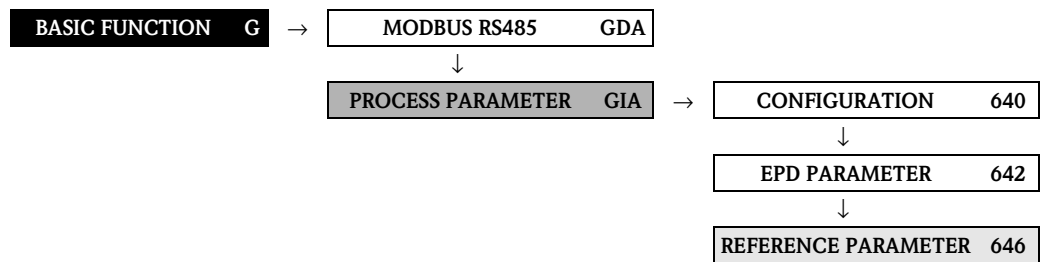 BASIC FUNCTION G → MODBUS RS485 GDA
↓
PROCESS PARAMETER GIA → CONFIGURATION 640
↓
EPD PARAMETER 642
↓
REFERENCE PARAMETER 646